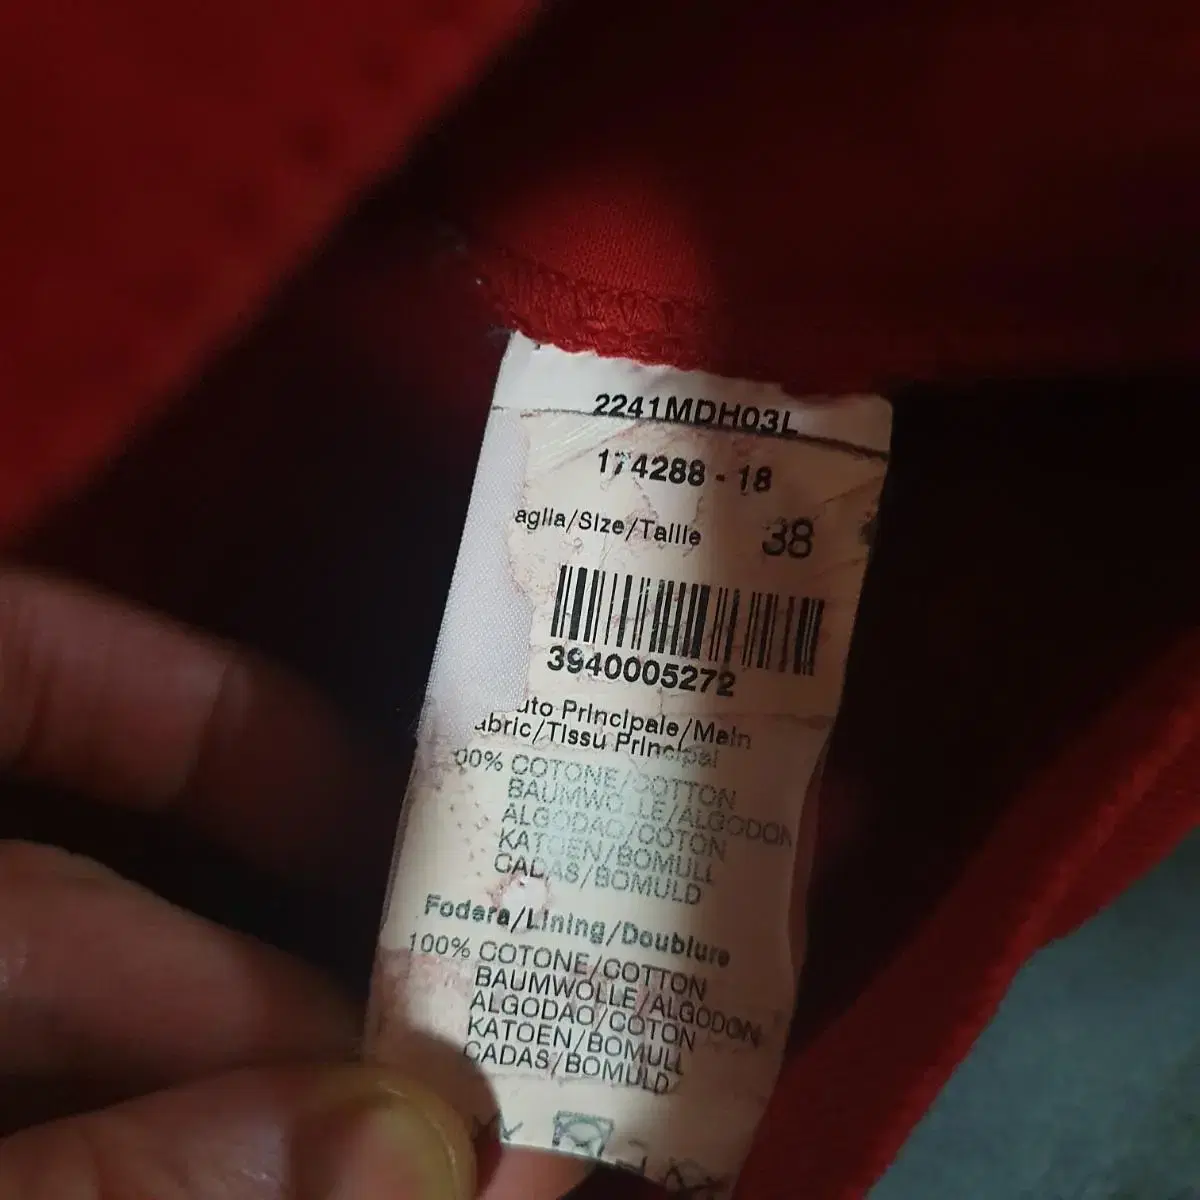 2241MDH03L
174288 - 18
aglia/Size/Taille 38
3940005272
uto Principale/Main
abric/Tissu Principal
00% COTONE/COTTON
BAUMWOLLE/ALGODON
ALGODAO/COTON
KATOEN/BOMULL
CADAS/BOMULD
Fodera/Lining/Doublure
100% COTONE/COTTON
BAUMWOLLE/ALGODON
ALGODAO/COTON
KATOEN/BOMULL
CADAS/BOMULD